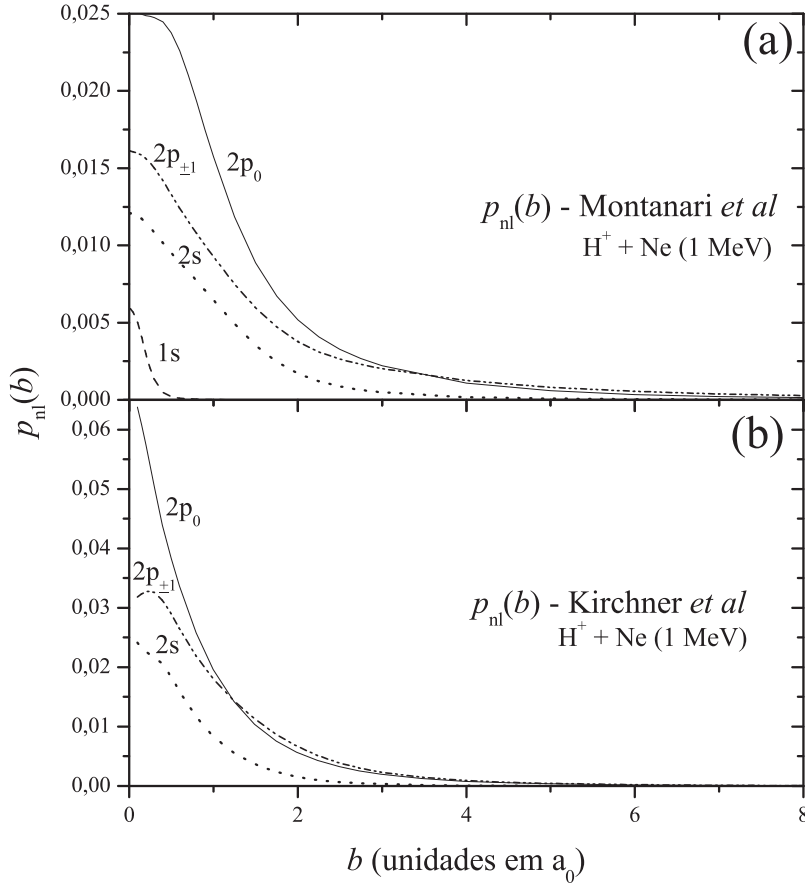 0,025
(a)
0,020
2p±1
2p0
0,015
pnl(b) - Montanari et al
H+ + Ne (1 MeV)
2s
0,010
0,005
1s
0,000
pnl(b)
(b)
0,06
0,05
2p0
0,04
2p±1
pnl(b) - Kirchner et al
H+ + Ne (1 MeV)
0,03
2s
0,02
0,01
0,00
0 2 4 6 8
b (unidades em a0)